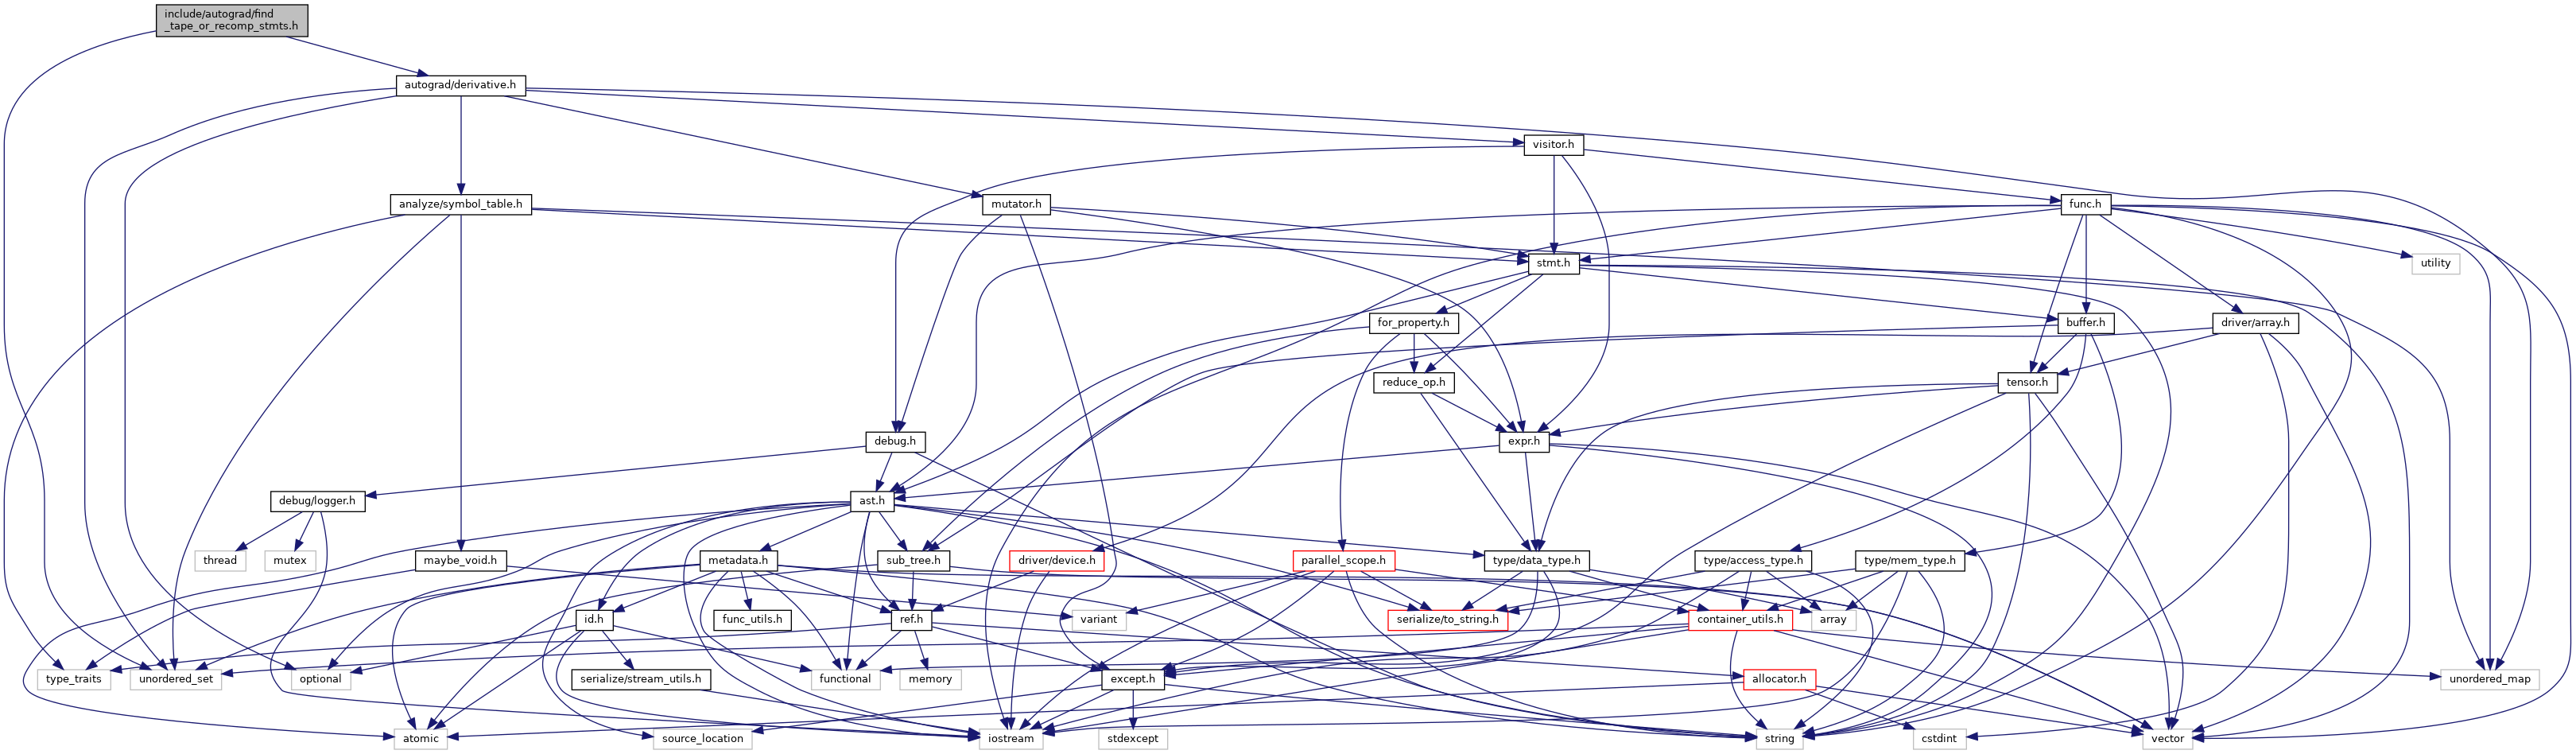 include/autograd/find
_tape_or_recomp_stmts.h
autograd/derivative.h
visitor.h
analyze/symbol_table.h
mutator.h
func.h
stmt.h
utility
for_property.h
buffer.h
driver/array.h
reduce_op.h
tensor.h
debug.h
expr.h
debug/logger.h
ast.h
thread
mutex
maybe_void.h
metadata.h
sub_tree.h
driver/device.h
parallel_scope.h
type/data_type.h
type/access_type.h
type/mem_type.h
id.h
func_utils.h
ref.h
variant
serialize/to_string.h
container_utils.h
array
type_traits
unordered_set
optional
serialize/stream_utils.h
functional
memory
except.h
allocator.h
unordered_map
atomic
source_location
iostream
stdexcept
string
cstdint
vector